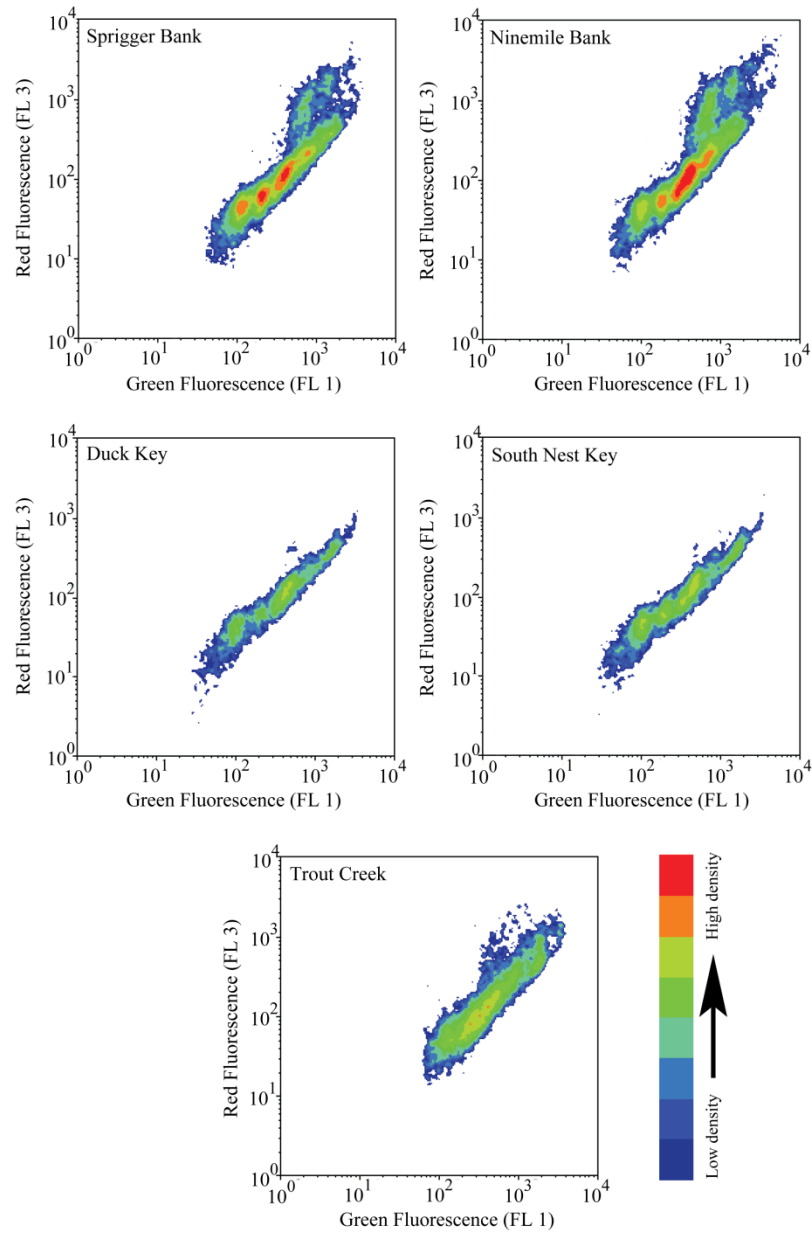 Sprigger Bank
Red Fluorescence (FL 3)
10^4
10^3
10^2
10^1
10^0
10^0 10^1 10^2 10^3 10^4
Green Fluorescence (FL 1)
Ninemile Bank
Red Fluorescence (FL 3)
10^4
10^3
10^2
10^1
10^0
10^0 10^1 10^2 10^3 10^4
Green Fluorescence (FL 1)
Duck Key
Red Fluorescence (FL 3)
10^4
10^3
10^2
10^1
10^0
10^0 10^1 10^2 10^3 10^4
Green Fluorescence (FL 1)
South Nest Key
Red Fluorescence (FL 3)
10^4
10^3
10^2
10^1
10^0
10^0 10^1 10^2 10^3 10^4
Green Fluorescence (FL 1)
Trout Creek
Red Fluorescence (FL 3)
10^4
10^3
10^2
10^1
10^0
10^0 10^1 10^2 10^3 10^4
Green Fluorescence (FL 1)
High density
Low density